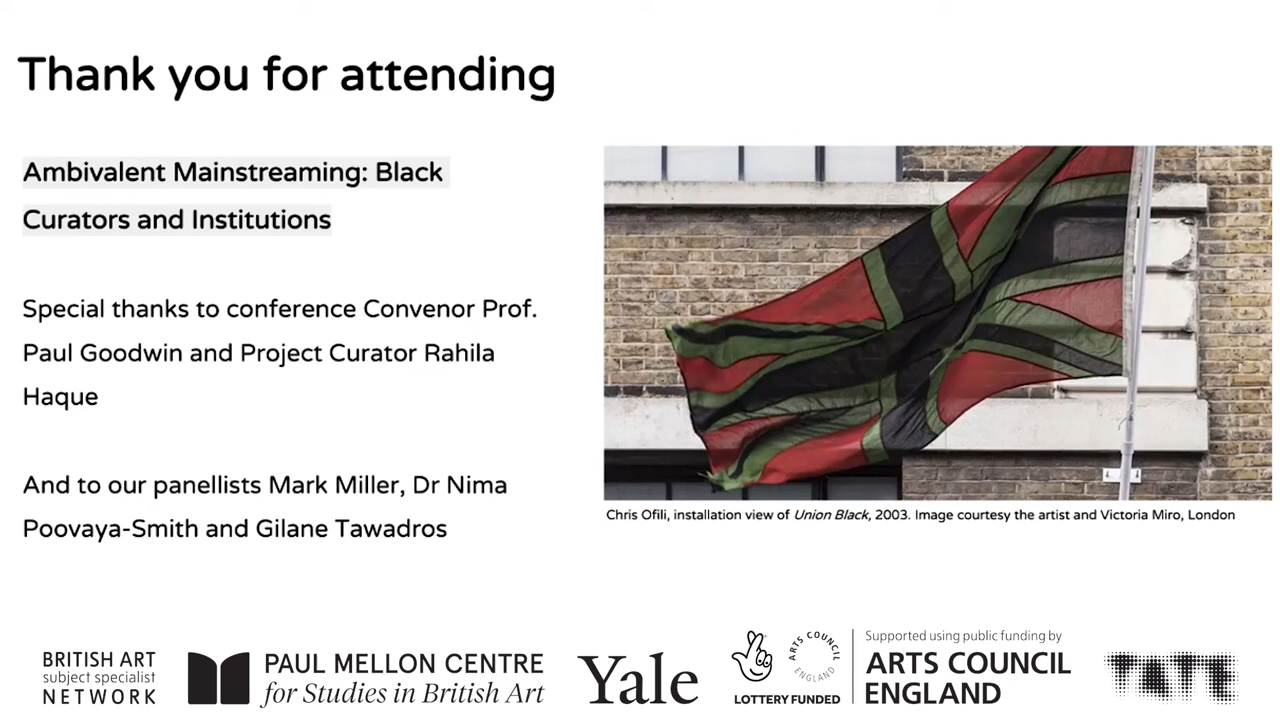 Thank you for attending
Ambivalent Mainstreaming: Black
Curators and Institutions
Special thanks to conference Convenor Prof.
Paul Goodwin and Project Curator Rahila
Haque
And to our panellists Mark Miller, Dr Nima
Poovaya-Smith and Gilane Tawadros
Chris Ofili, installation view of Union Black, 2003. Image courtesy the artist and Victoria Miro, London
BRITISH ART
subject specialist
NETWORK
PAUL MELLON CENTRE
for Studies in British Art
Yale
ARTS COUNCIL
ENGLAND
LOTTERY FUNDED
Supported using public funding by
ARTS COUNCIL
ENGLAND
TATE